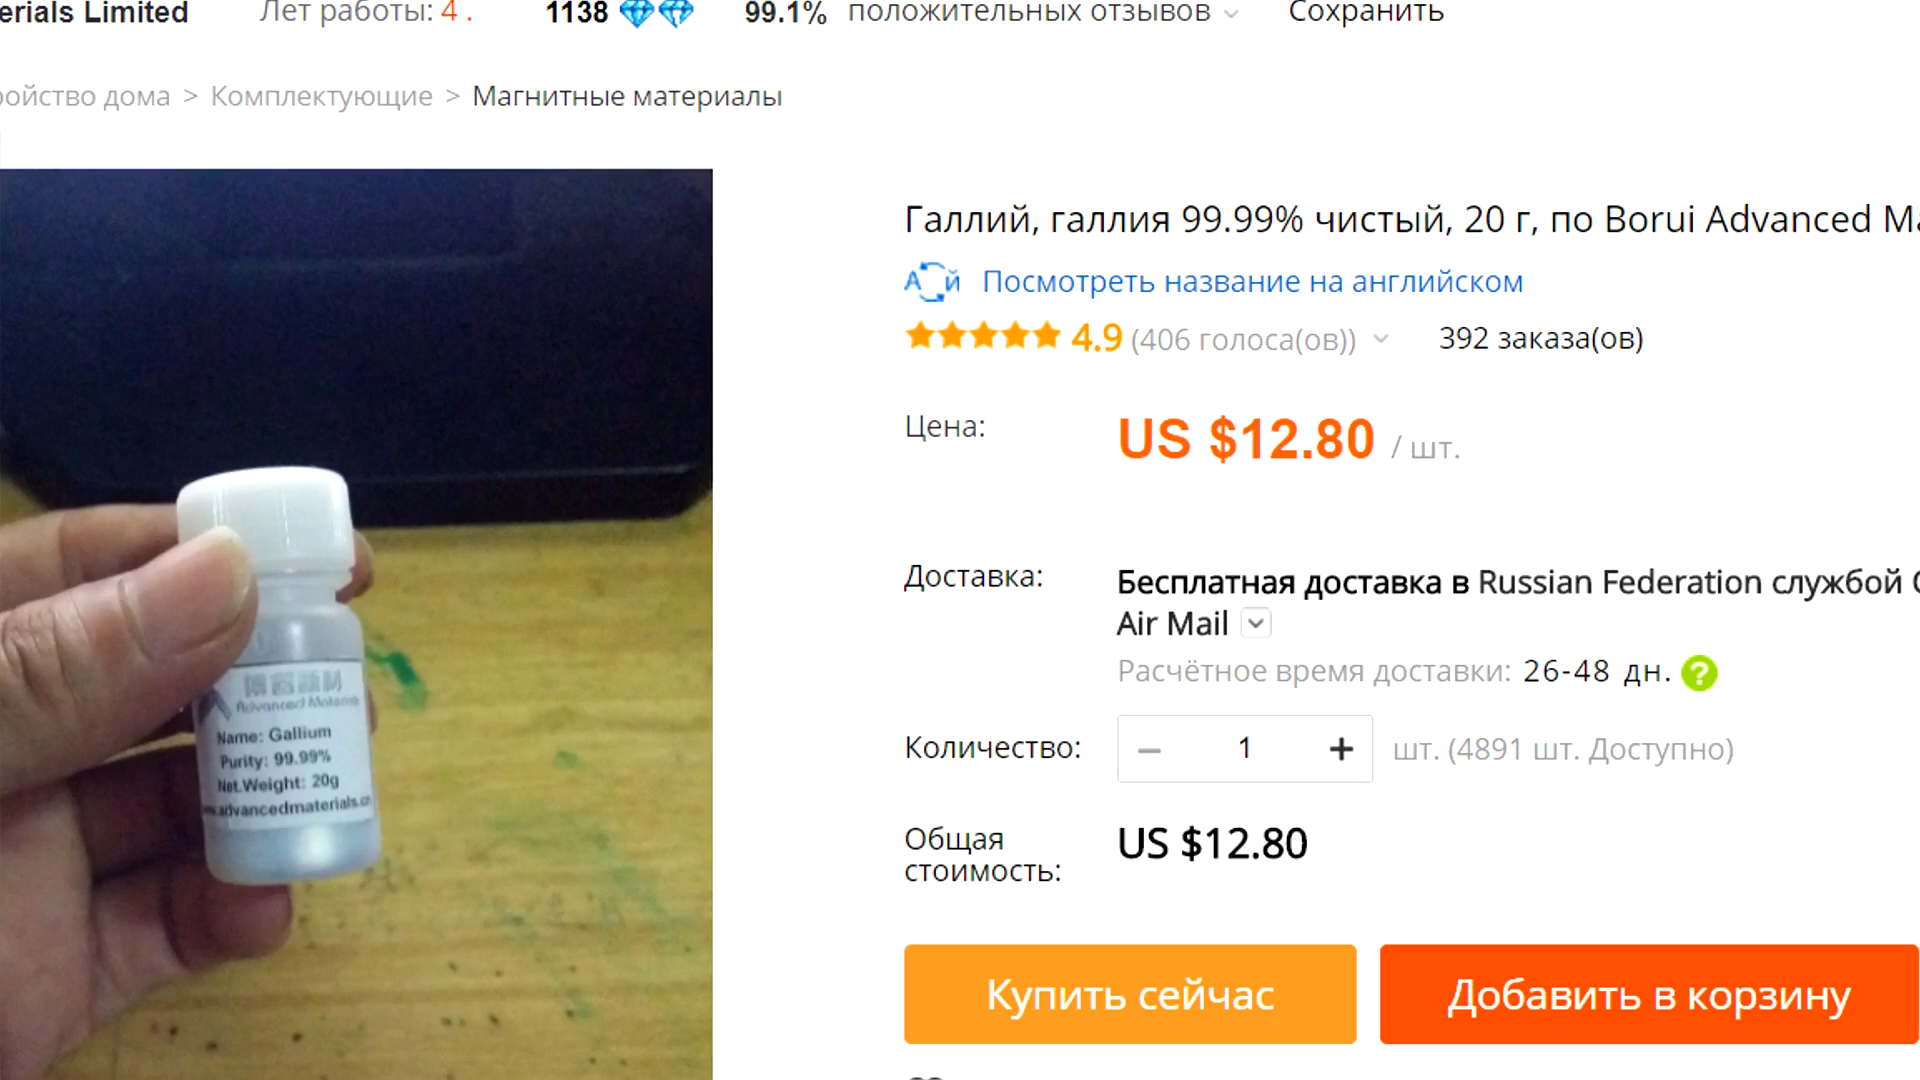 erials Limited Лет работы: 4 . 1138 99.1% положительных отзывов Сохранить
ойство дома > Комплектующие > Магнитные материалы
Галлий, галлия 99.99% чистый, 20 г, по Borui Advanced Ma
Посмотреть название на английском
4.9 (406 голоса(ов)) 392 заказа(ов)
Цена: US $12.80 / шт.
Доставка: Бесплатная доставка в Russian Federation службой
Air Mail
Расчётное время доставки: 26-48 дн. ?
Количество: − 1 + шт. (4891 шт. Доступно)
Общая
стоимость: US $12.80
Купить сейчас Добавить в корзину
Advanced Materials
Name: Gallium
Purity: 99.99%
Net.Weight: 20g
advancedmaterials.cn